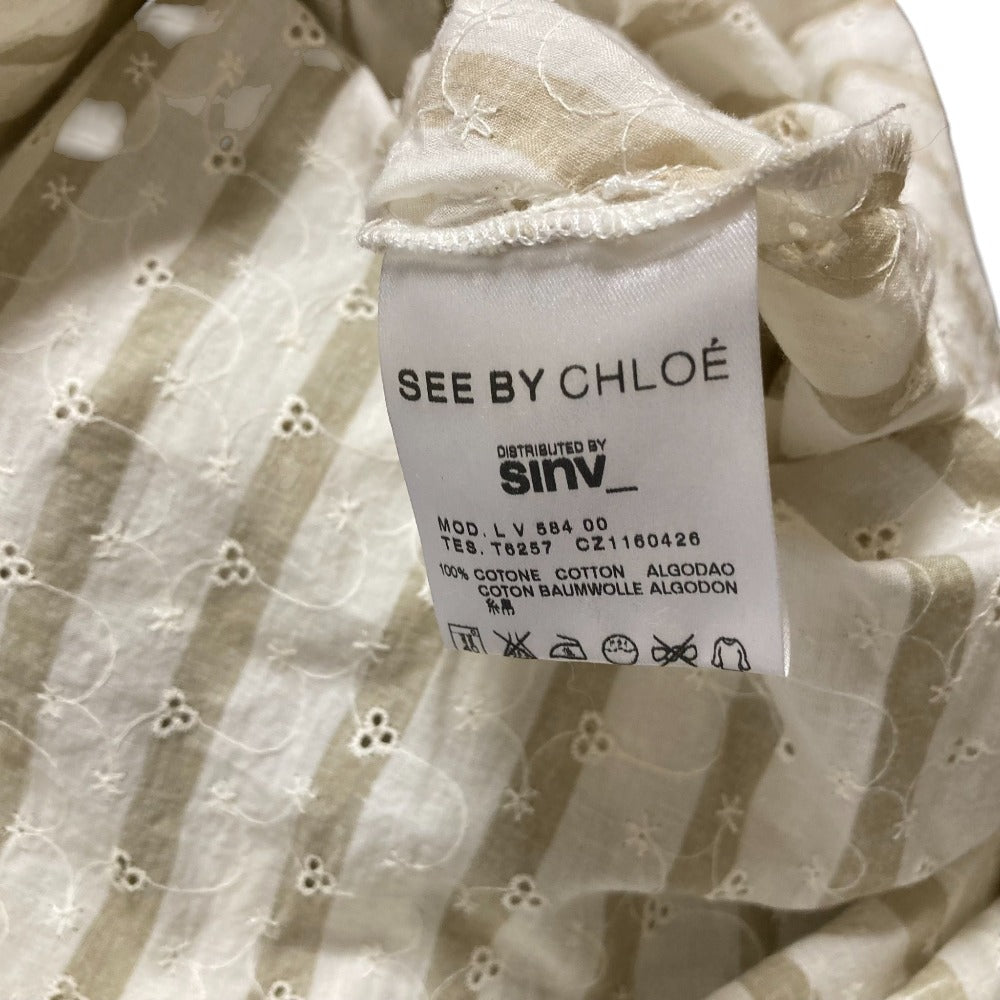 SEE BY CHLOÉ
DISTRIBUTED BY
sinv_
MOD. L V 584 00
TES. T6257 CZ1160426
100% COTONE COTTON ALGODAO
COTON BAUMWOLLE ALGODON